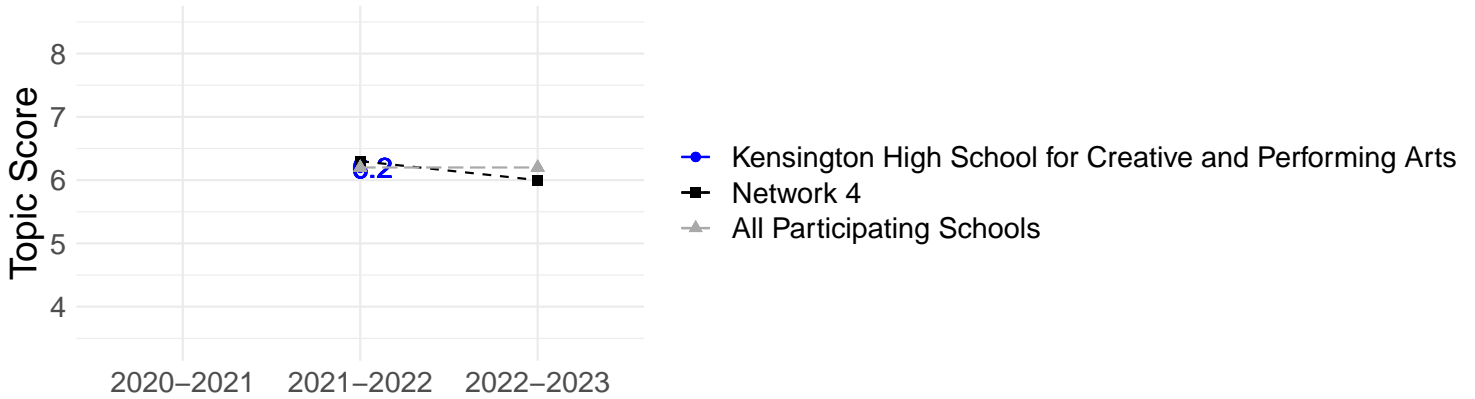 Topic Score
8
7
6
5
4
6.2
2020–2021 2021–2022 2022–2023
Kensington High School for Creative and Performing Arts
Network 4
All Participating Schools